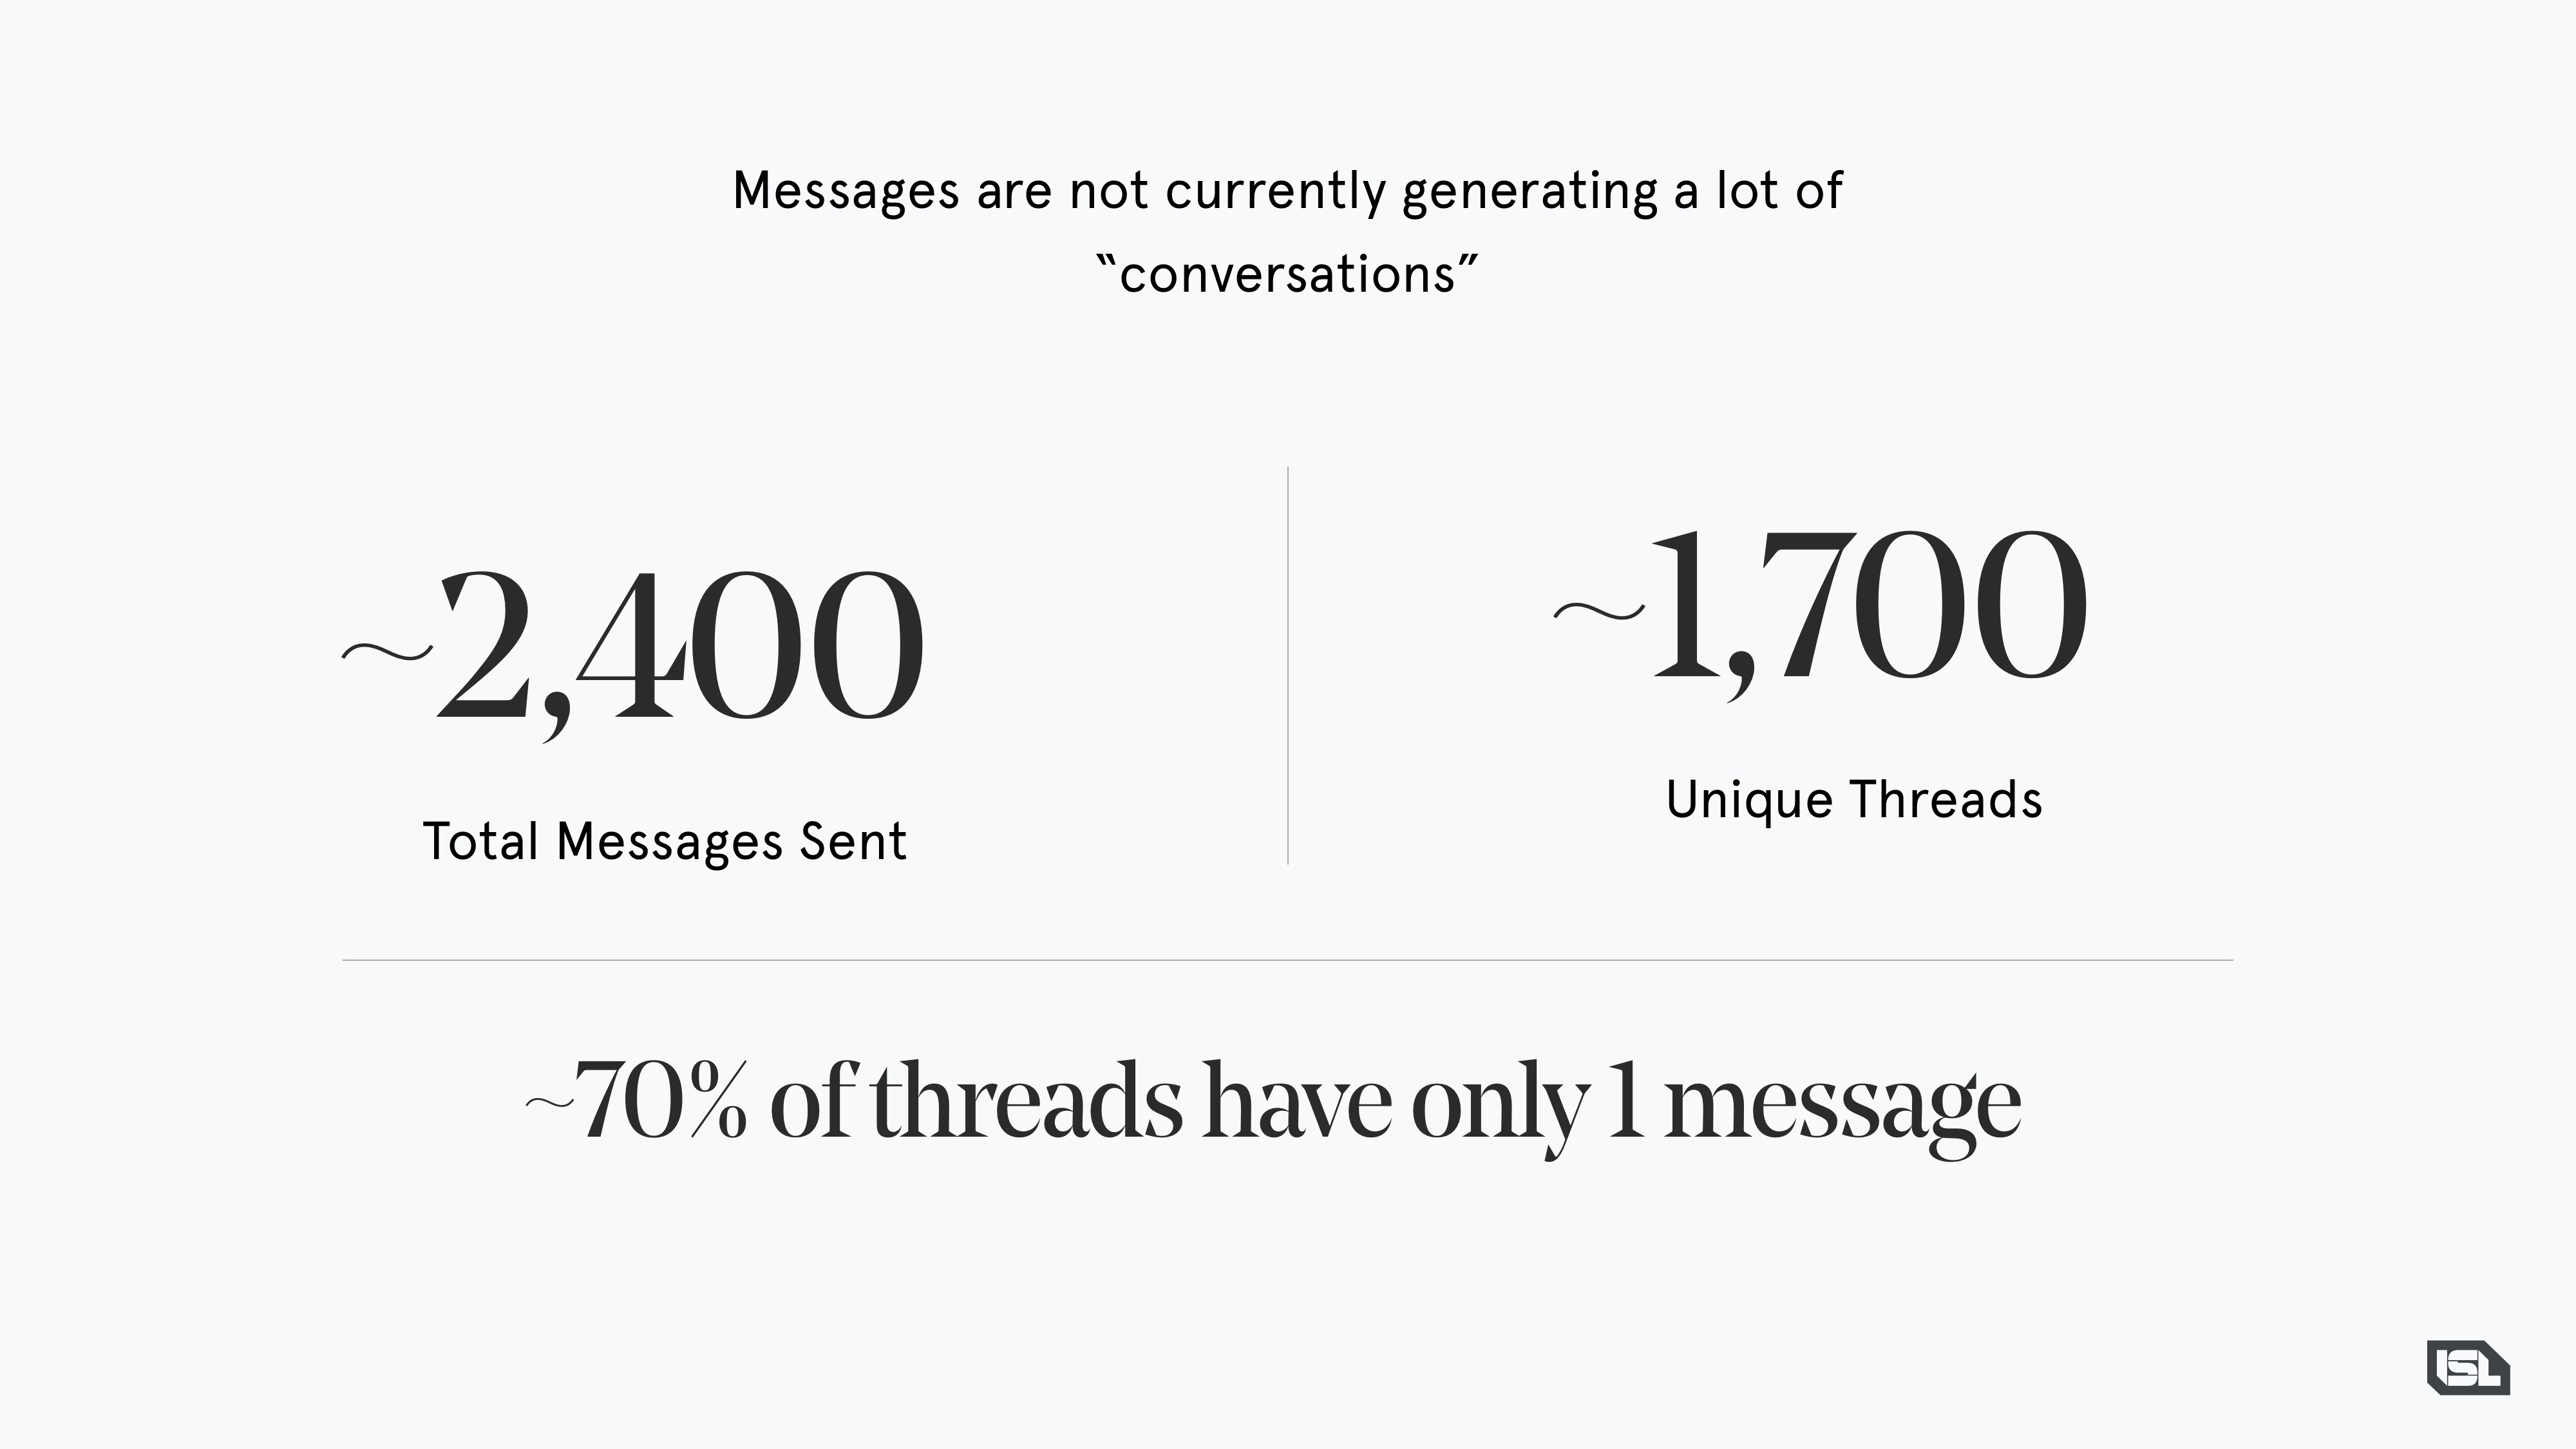 Messages are not currently generating a lot of
“conversations”
~2,400
Total Messages Sent
~1,700
Unique Threads
~70% of threads have only 1 message
ISL